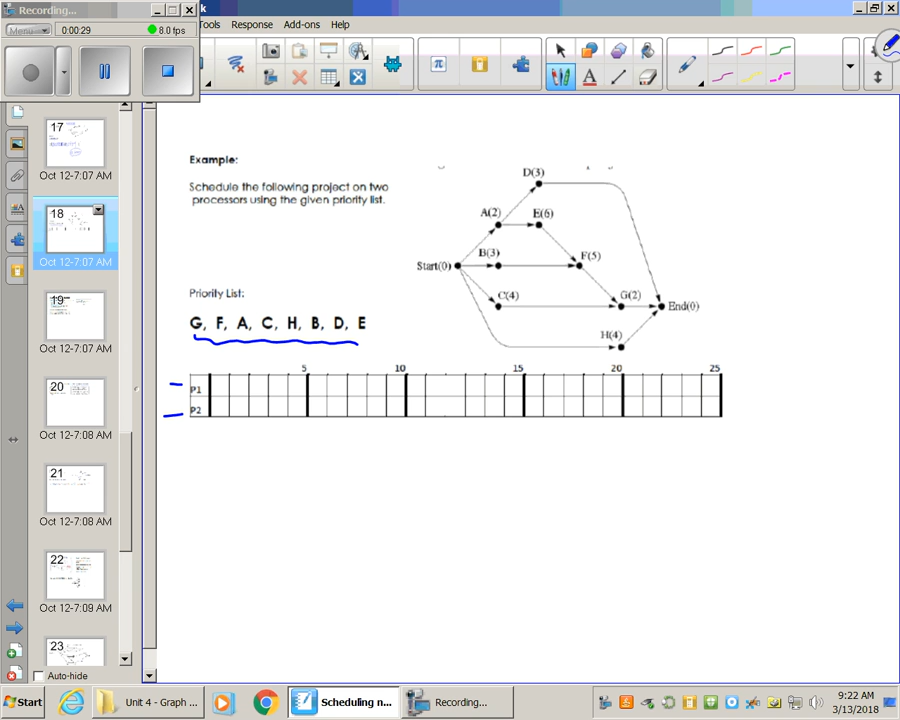 Recording...
k
Menu
0:00:29
8.0 fps
Tools Response Add-ons Help
17
Oct 12-7:07 AM
18
Oct 12-7:07 AM
19
Oct 12-7:08 AM
20
Oct 12-7:08 AM
21
Oct 12-7:08 AM
22
Oct 12-7:09 AM
23
Auto-hide
Example:
Schedule the following project on two
processors using the given priority list.
Priority List:
G, F, A, C, H, B, D, E
D(3)
A(2) E(6)
B(3) F(5)
Start(0)
C(4) G(2)
End(0)
H(4)
5 10 15 20 25
P1
P2
Start
Unit 4 - Graph ...
Scheduling n...
Recording...
9:22 AM
3/13/2018